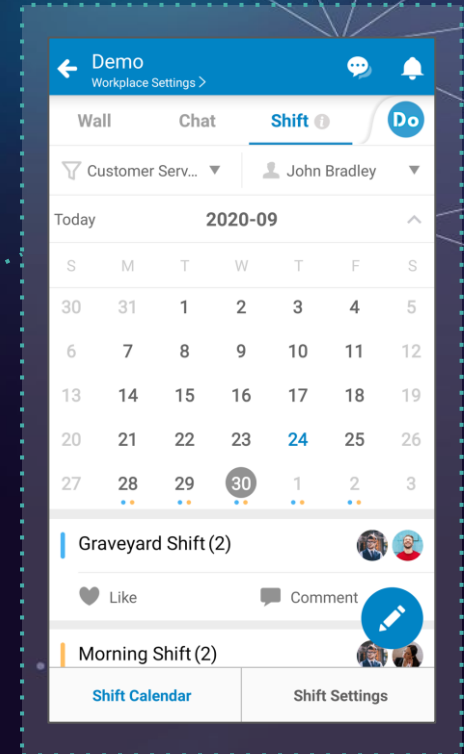 Demo
Workplace Settings >
Wall Chat Shift i Do
Customer Serv... ▼ John Bradley ▼
Today 2020-09
S M T W T F S
30 31 1 2 3 4 5
6 7 8 9 10 11 12
13 14 15 16 17 18 19
20 21 22 23 24 25 26
27 28 29 30 1 2 3
Graveyard Shift (2)
Like Comment
Morning Shift (2)
Shift Calendar Shift Settings